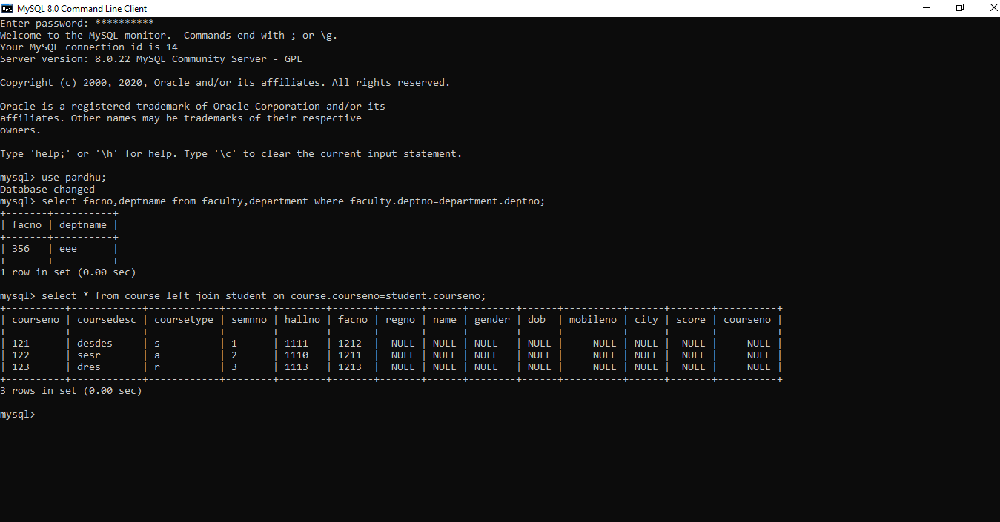 MySQL 8.0 Command Line Client
Enter password: **********
Welcome to the MySQL monitor.  Commands end with ; or \g.
Your MySQL connection id is 14
Server version: 8.0.22 MySQL Community Server - GPL

Copyright (c) 2000, 2020, Oracle and/or its affiliates. All rights reserved.

Oracle is a registered trademark of Oracle Corporation and/or its
affiliates. Other names may be trademarks of their respective
owners.

Type 'help;' or '\h' for help. Type '\c' to clear the current input statement.

mysql> use pardhu;
Database changed
mysql> select facno,deptname from faculty,department where faculty.deptno=department.deptno;
+-------+----------+
| facno | deptname |
+-------+----------+
| 356   | eee      |
+-------+----------+
1 row in set (0.00 sec)

mysql> select * from course left join student on course.courseno=student.courseno;
+----------+------------+------------+--------+--------+-------+-------+------+--------+------+----------+------+-------+----------+
| courseno | coursedesc | coursetype | semnno | hallno | facno | regno | name | gender | dob  | mobileno | city | score | courseno |
+----------+------------+------------+--------+--------+-------+-------+------+--------+------+----------+------+-------+----------+
| 121      | desdes     | s          | 1      | 1111   | 1212  |  NULL | NULL | NULL   | NULL |     NULL | NULL |  NULL |     NULL |
| 122      | sesr       | a          | 2      | 1110   | 1211  |  NULL | NULL | NULL   | NULL |     NULL | NULL |  NULL |     NULL |
| 123      | dres       | r          | 3      | 1113   | 1213  |  NULL | NULL | NULL   | NULL |     NULL | NULL |  NULL |     NULL |
+----------+------------+------------+--------+--------+-------+-------+------+--------+------+----------+------+-------+----------+
3 rows in set (0.00 sec)

mysql>